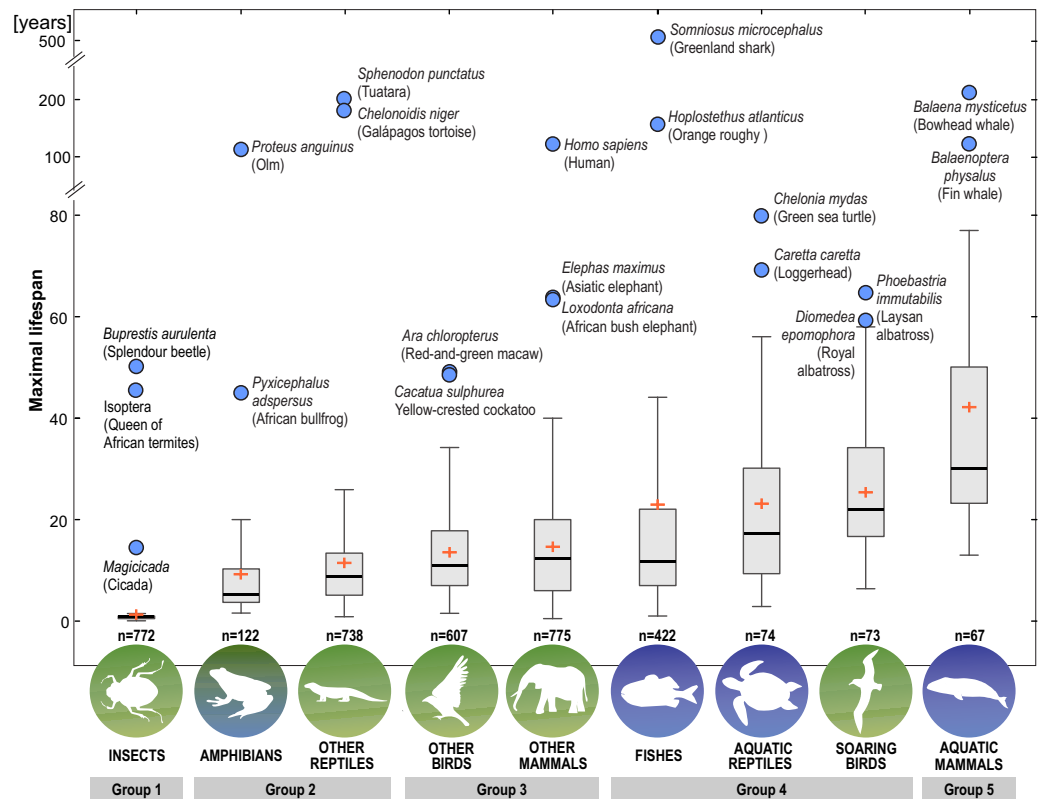 [years]
500
200
100
80
60
40
20
0
Maximal lifespan
Somniosus microcephalus
(Greenland shark)
Sphenodon punctatus
(Tuatara)
Chelonoidis niger
(Galápagos tortoise)
Hoplostethus atlanticus
(Orange roughy )
Balaena mysticetus
(Bowhead whale)
Balaenoptera
physalus
(Fin whale)
Proteus anguinus
(Olm)
Homo sapiens
(Human)
Chelonia mydas
(Green sea turtle)
Caretta caretta
(Loggerhead)
Elephas maximus
(Asiatic elephant)
Loxodonta africana
(African bush elephant)
Phoebastria
immutabilis
(Laysan
albatross)
Diomedea
epomophora
(Royal
albatross)
Buprestis aurulenta
(Splendour beetle)
Isoptera
(Queen of
African termites)
Pyxicephalus
adspersus
(African bullfrog)
Ara chloropterus
(Red-and-green macaw)
Cacatua sulphurea
Yellow-crested cockatoo
Magicicada
(Cicada)
n=772 n=122 n=738 n=607 n=775 n=422 n=74 n=73 n=67
INSECTS
AMPHIBIANS
OTHER
REPTILES
OTHER
BIRDS
OTHER
MAMMALS
FISHES
AQUATIC
REPTILES
SOARING
BIRDS
AQUATIC
MAMMALS
Group 1 Group 2 Group 3 Group 4 Group 5